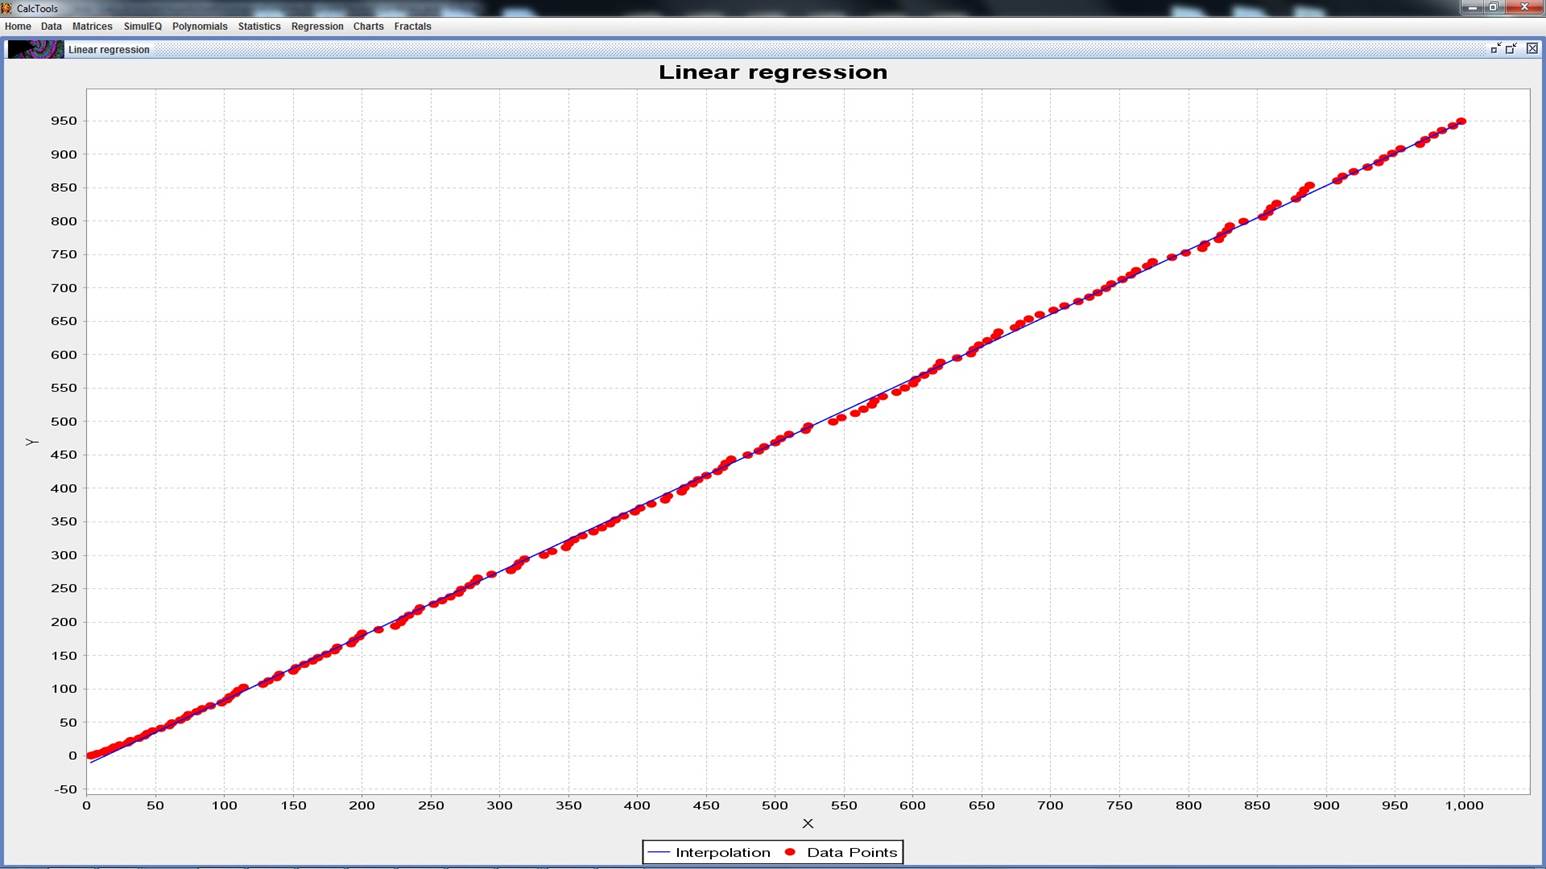 CalcTools
Home Data Matrices SimulEQ Polynomials Statistics Regression Charts Fractals
Linear regression
Linear regression
950
900
850
800
750
700
650
600
550
500
450
400
350
300
250
200
150
100
50
0
-50
Y
0 50 100 150 200 250 300 350 400 450 500 550 600 650 700 750 800 850 900 950 1,000
X
Interpolation Data Points